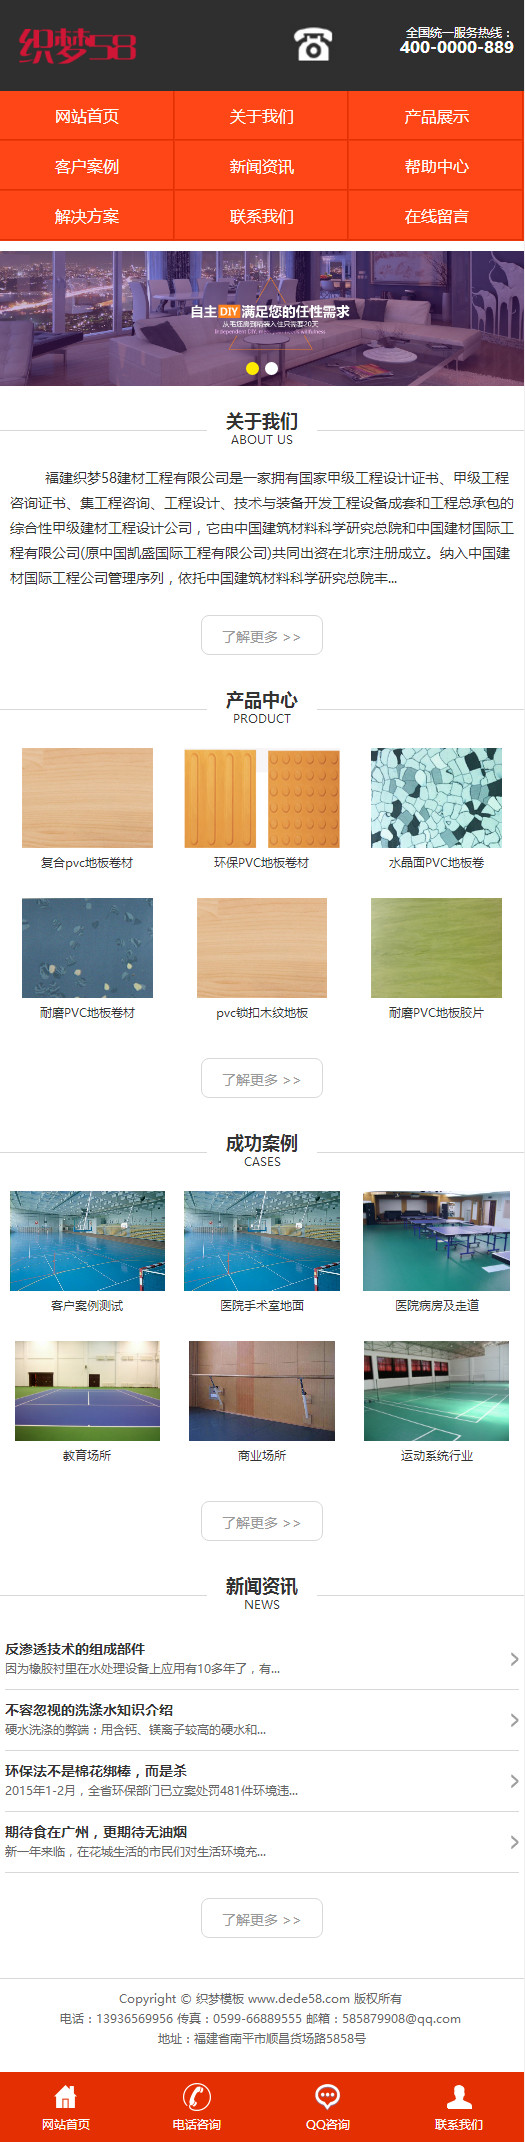 织梦58
全国统一服务热线：
400-0000-889
网站首页 关于我们 产品展示
客户案例 新闻资讯 帮助中心
解决方案 联系我们 在线留言
自主DIY 满足您的任性需求
从毛坯房到精装入住只需要20天
关于我们
ABOUT US
福建织梦58建材工程有限公司是一家拥有国家甲级工程设计证书、甲级工程
咨询证书、集工程咨询、工程设计、技术与装备开发工程设备成套和工程总承包的
综合性甲级建材工程设计公司，它由中国建筑材料科学研究总院和中国建材国际工
程有限公司(原中国凯盛国际工程有限公司)共同出资在北京注册成立。纳入中国建
材国际工程公司管理序列，依托中国建筑材料科学研究总院丰...
了解更多 >>
产品中心
PRODUCT
复合pvc地板卷材 环保PVC地板卷材 水晶面PVC地板卷
耐磨PVC地板卷材 pvc锁扣木纹地板 耐磨PVC地板胶片
了解更多 >>
成功案例
CASES
客户案例测试 医院手术室地面 医院病房及走道
教育场所 商业场所 运动系统行业
了解更多 >>
新闻资讯
NEWS
反渗透技术的组成部件
因为橡胶衬里在水处理设备上应用有10多年了，有...
不容忽视的洗涤水知识介绍
硬水洗涤的弊端：用含钙、镁离子较高的硬水和...
环保法不是棉花绑棒，而是杀
2015年1-2月，全省环保部门已立案处罚481件环境违...
期待食在广州，更期待无油烟
新一年来临，在花城生活的市民们对生活环境充...
了解更多 >>
Copyright © 织梦模板 www.dede58.com 版权所有
电话：13936569956 传真：0599-66889555 邮箱：585879908@qq.com
地址：福建省南平市顺昌货场路5858号
网站首页 电话咨询 QQ咨询 联系我们